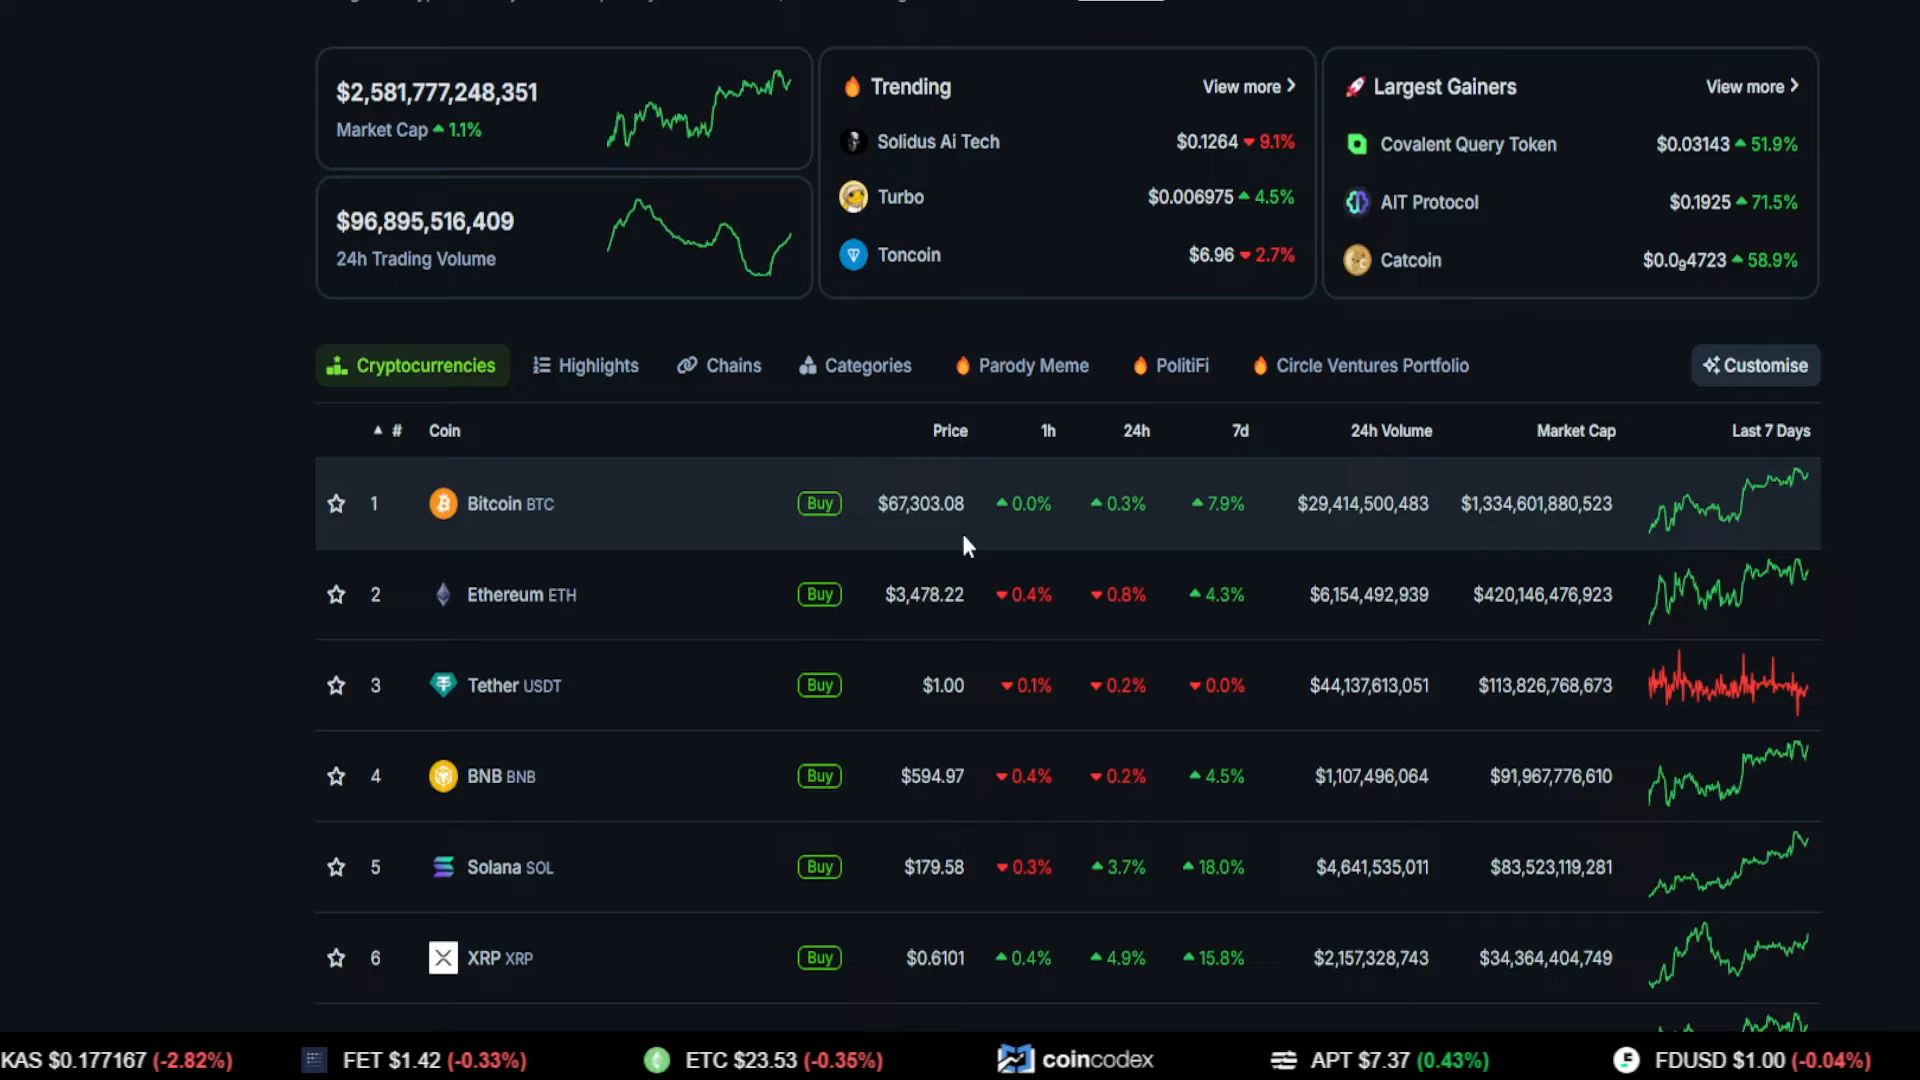 $2,581,777,248,351
Market Cap ▲ 1.1%
$96,895,516,409
24h Trading Volume
Trending
View more
Solidus Ai Tech $0.1264 ▼ 9.1%
Turbo $0.006975 ▲ 4.5%
Toncoin $6.96 ▼ 2.7%
Largest Gainers
View more
Covalent Query Token $0.03143 ▲ 51.9%
AIT Protocol $0.1925 ▲ 71.5%
Catcoin $0.0₉4723 ▲ 58.9%
Cryptocurrencies Highlights Chains Categories Parody Meme PolitiFi Circle Ventures Portfolio Customise
▲ # Coin Price 1h 24h 7d 24h Volume Market Cap Last 7 Days
1 Bitcoin BTC Buy $67,303.08 ▲ 0.0% ▲ 0.3% ▲ 7.9% $29,414,500,483 $1,334,601,880,523
2 Ethereum ETH Buy $3,478.22 ▼ 0.4% ▼ 0.8% ▲ 4.3% $6,154,492,939 $420,146,476,923
3 Tether USDT Buy $1.00 ▼ 0.1% ▼ 0.2% ▼ 0.0% $44,137,613,051 $113,826,768,673
4 BNB BNB Buy $594.97 ▼ 0.4% ▼ 0.2% ▲ 4.5% $1,107,496,064 $91,967,776,610
5 Solana SOL Buy $179.58 ▼ 0.3% ▲ 3.7% ▲ 18.0% $4,641,535,011 $83,523,119,281
6 XRP XRP Buy $0.6101 ▲ 0.4% ▲ 4.9% ▲ 15.8% $2,157,328,743 $34,364,404,749
KAS $0.177167 (-2.82%) FET $1.42 (-0.33%) ETC $23.53 (-0.35%) coincodex APT $7.37 (0.43%) FDUSD $1.00 (-0.04%)